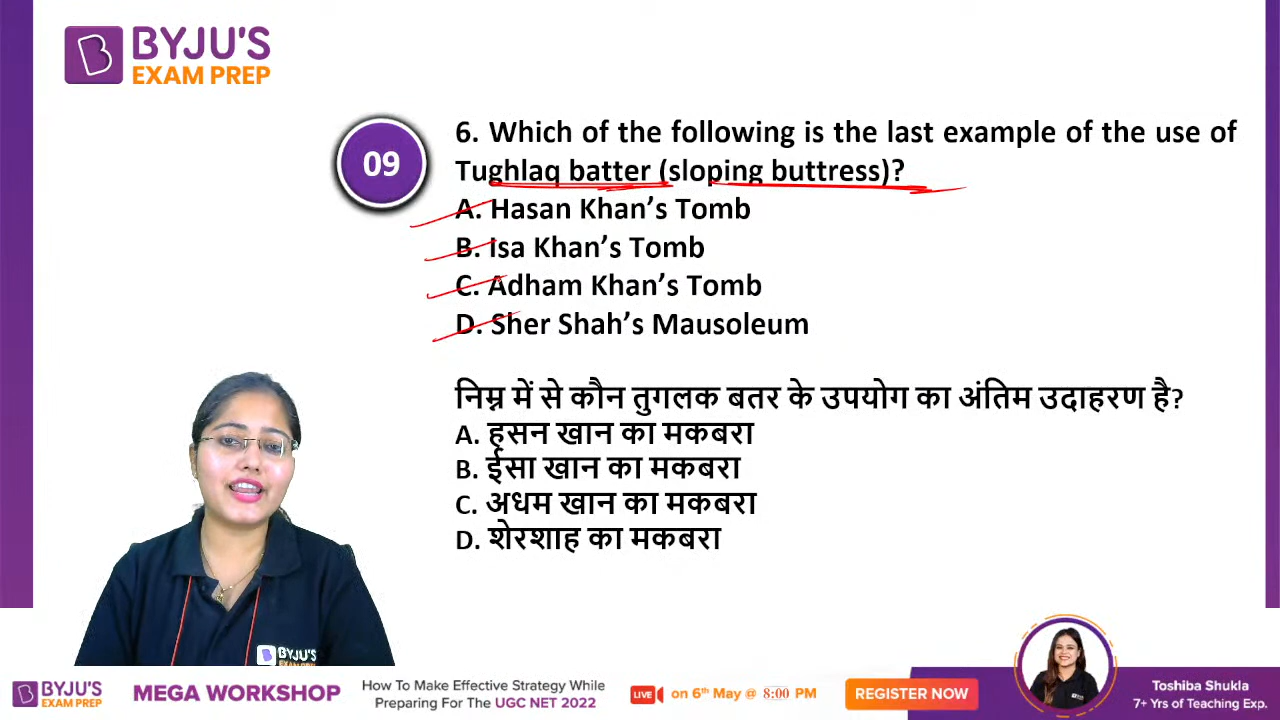 BYJU'S
EXAM PREP
09
6. Which of the following is the last example of the use of
Tughlaq batter (sloping buttress)?
A. Hasan Khan’s Tomb
B. Isa Khan’s Tomb
C. Adham Khan’s Tomb
D. Sher Shah’s Mausoleum
निम्न में से कौन तुगलक बतर के उपयोग का अंतिम उदाहरण है?
A. हसन खान का मकबरा
B. ईसा खान का मकबरा
C. अधम खान का मकबरा
D. शेरशाह का मकबरा
BYJU'S
EXAM PREP
BYJU'S
EXAM PREP
MEGA WORKSHOP
How To Make Effective Strategy While
Preparing For The UGC NET 2022
LIVE on 6th May @ 8:00 PM
REGISTER NOW
Toshiba Shukla
7+ Yrs of Teaching Exp.